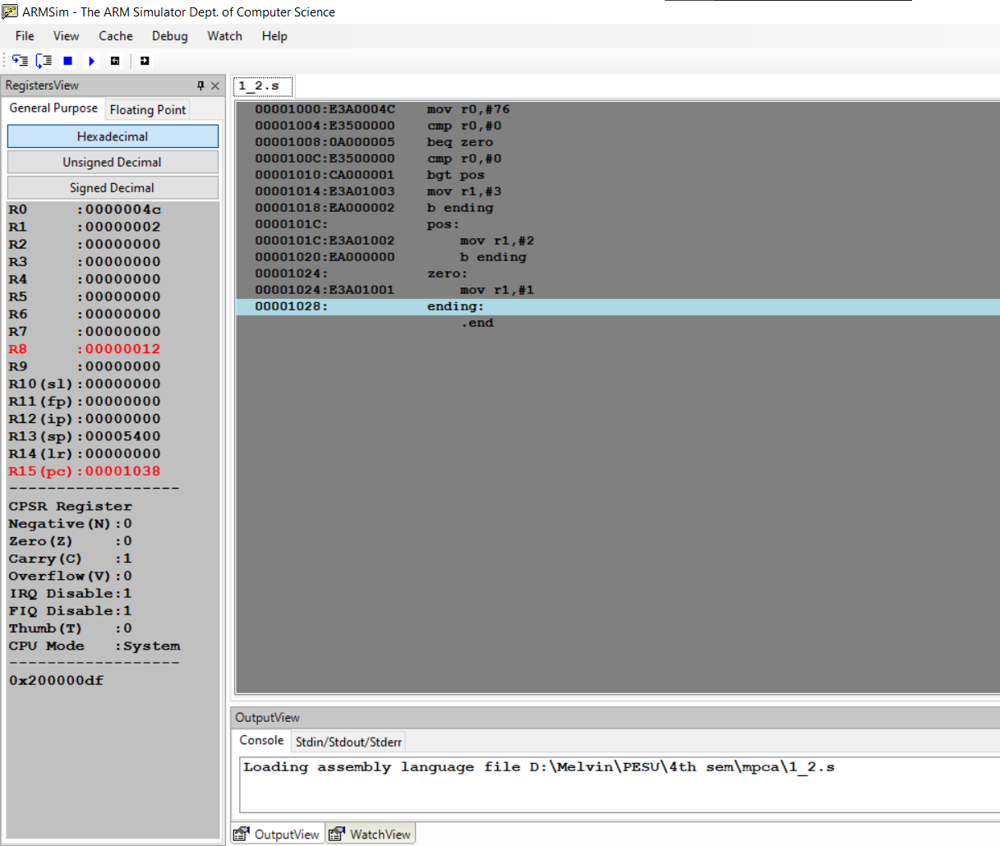 ARMSim - The ARM Simulator Dept. of Computer Science
File View Cache Debug Watch Help
RegistersView
General Purpose Floating Point
Hexadecimal
Unsigned Decimal
Signed Decimal
R0 :0000004c
R1 :00000002
R2 :00000000
R3 :00000000
R4 :00000000
R5 :00000000
R6 :00000000
R7 :00000000
R8 :00000012
R9 :00000000
R10(sl):00000000
R11(fp):00000000
R12(ip):00000000
R13(sp):00005400
R14(lr):00000000
R15(pc):00001038
------------------
CPSR Register
Negative(N):0
Zero(Z) :0
Carry(C) :1
Overflow(V):0
IRQ Disable:1
FIQ Disable:1
Thumb(T) :0
CPU Mode :System
------------------
0x200000df
1_2.s
00001000:E3A0004C mov r0,#76
00001004:E3500000 cmp r0,#0
00001008:0A000005 beq zero
0000100C:E3500000 cmp r0,#0
00001010:CA000001 bgt pos
00001014:E3A01003 mov r1,#3
00001018:EA000002 b ending
0000101C: pos:
0000101C:E3A01002 mov r1,#2
00001020:EA000000 b ending
00001024: zero:
00001024:E3A01001 mov r1,#1
00001028: ending:
.end
OutputView
Console Stdin/Stdout/Stderr
Loading assembly language file D:\Melvin\PESU\4th sem\mpca\1_2.s
OutputView WatchView